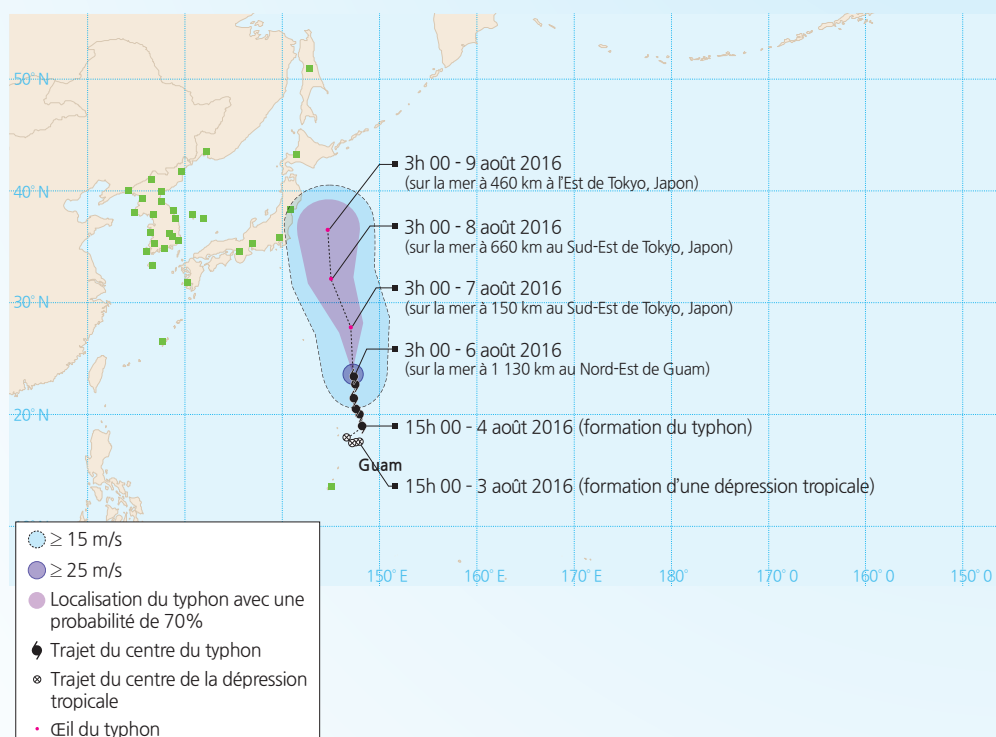 50° N
40° N
30° N
20° N
3h 00 - 9 août 2016
(sur la mer à 460 km à l'Est de Tokyo, Japon)
3h 00 - 8 août 2016
(sur la mer à 660 km au Sud-Est de Tokyo, Japon)
3h 00 - 7 août 2016
(sur la mer à 150 km au Sud-Est de Tokyo, Japon)
3h 00 - 6 août 2016
(sur la mer à 1 130 km au Nord-Est de Guam)
15h 00 - 4 août 2016 (formation du typhon)
Guam
15h 00 - 3 août 2016 (formation d'une dépression tropicale)
150° E
160° E
170° E
180°
170° O
160° O
150° O
≥ 15 m/s
≥ 25 m/s
Localisation du typhon avec une
probabilité de 70%
Trajet du centre du typhon
Trajet du centre de la dépression
tropicale
Œil du typhon